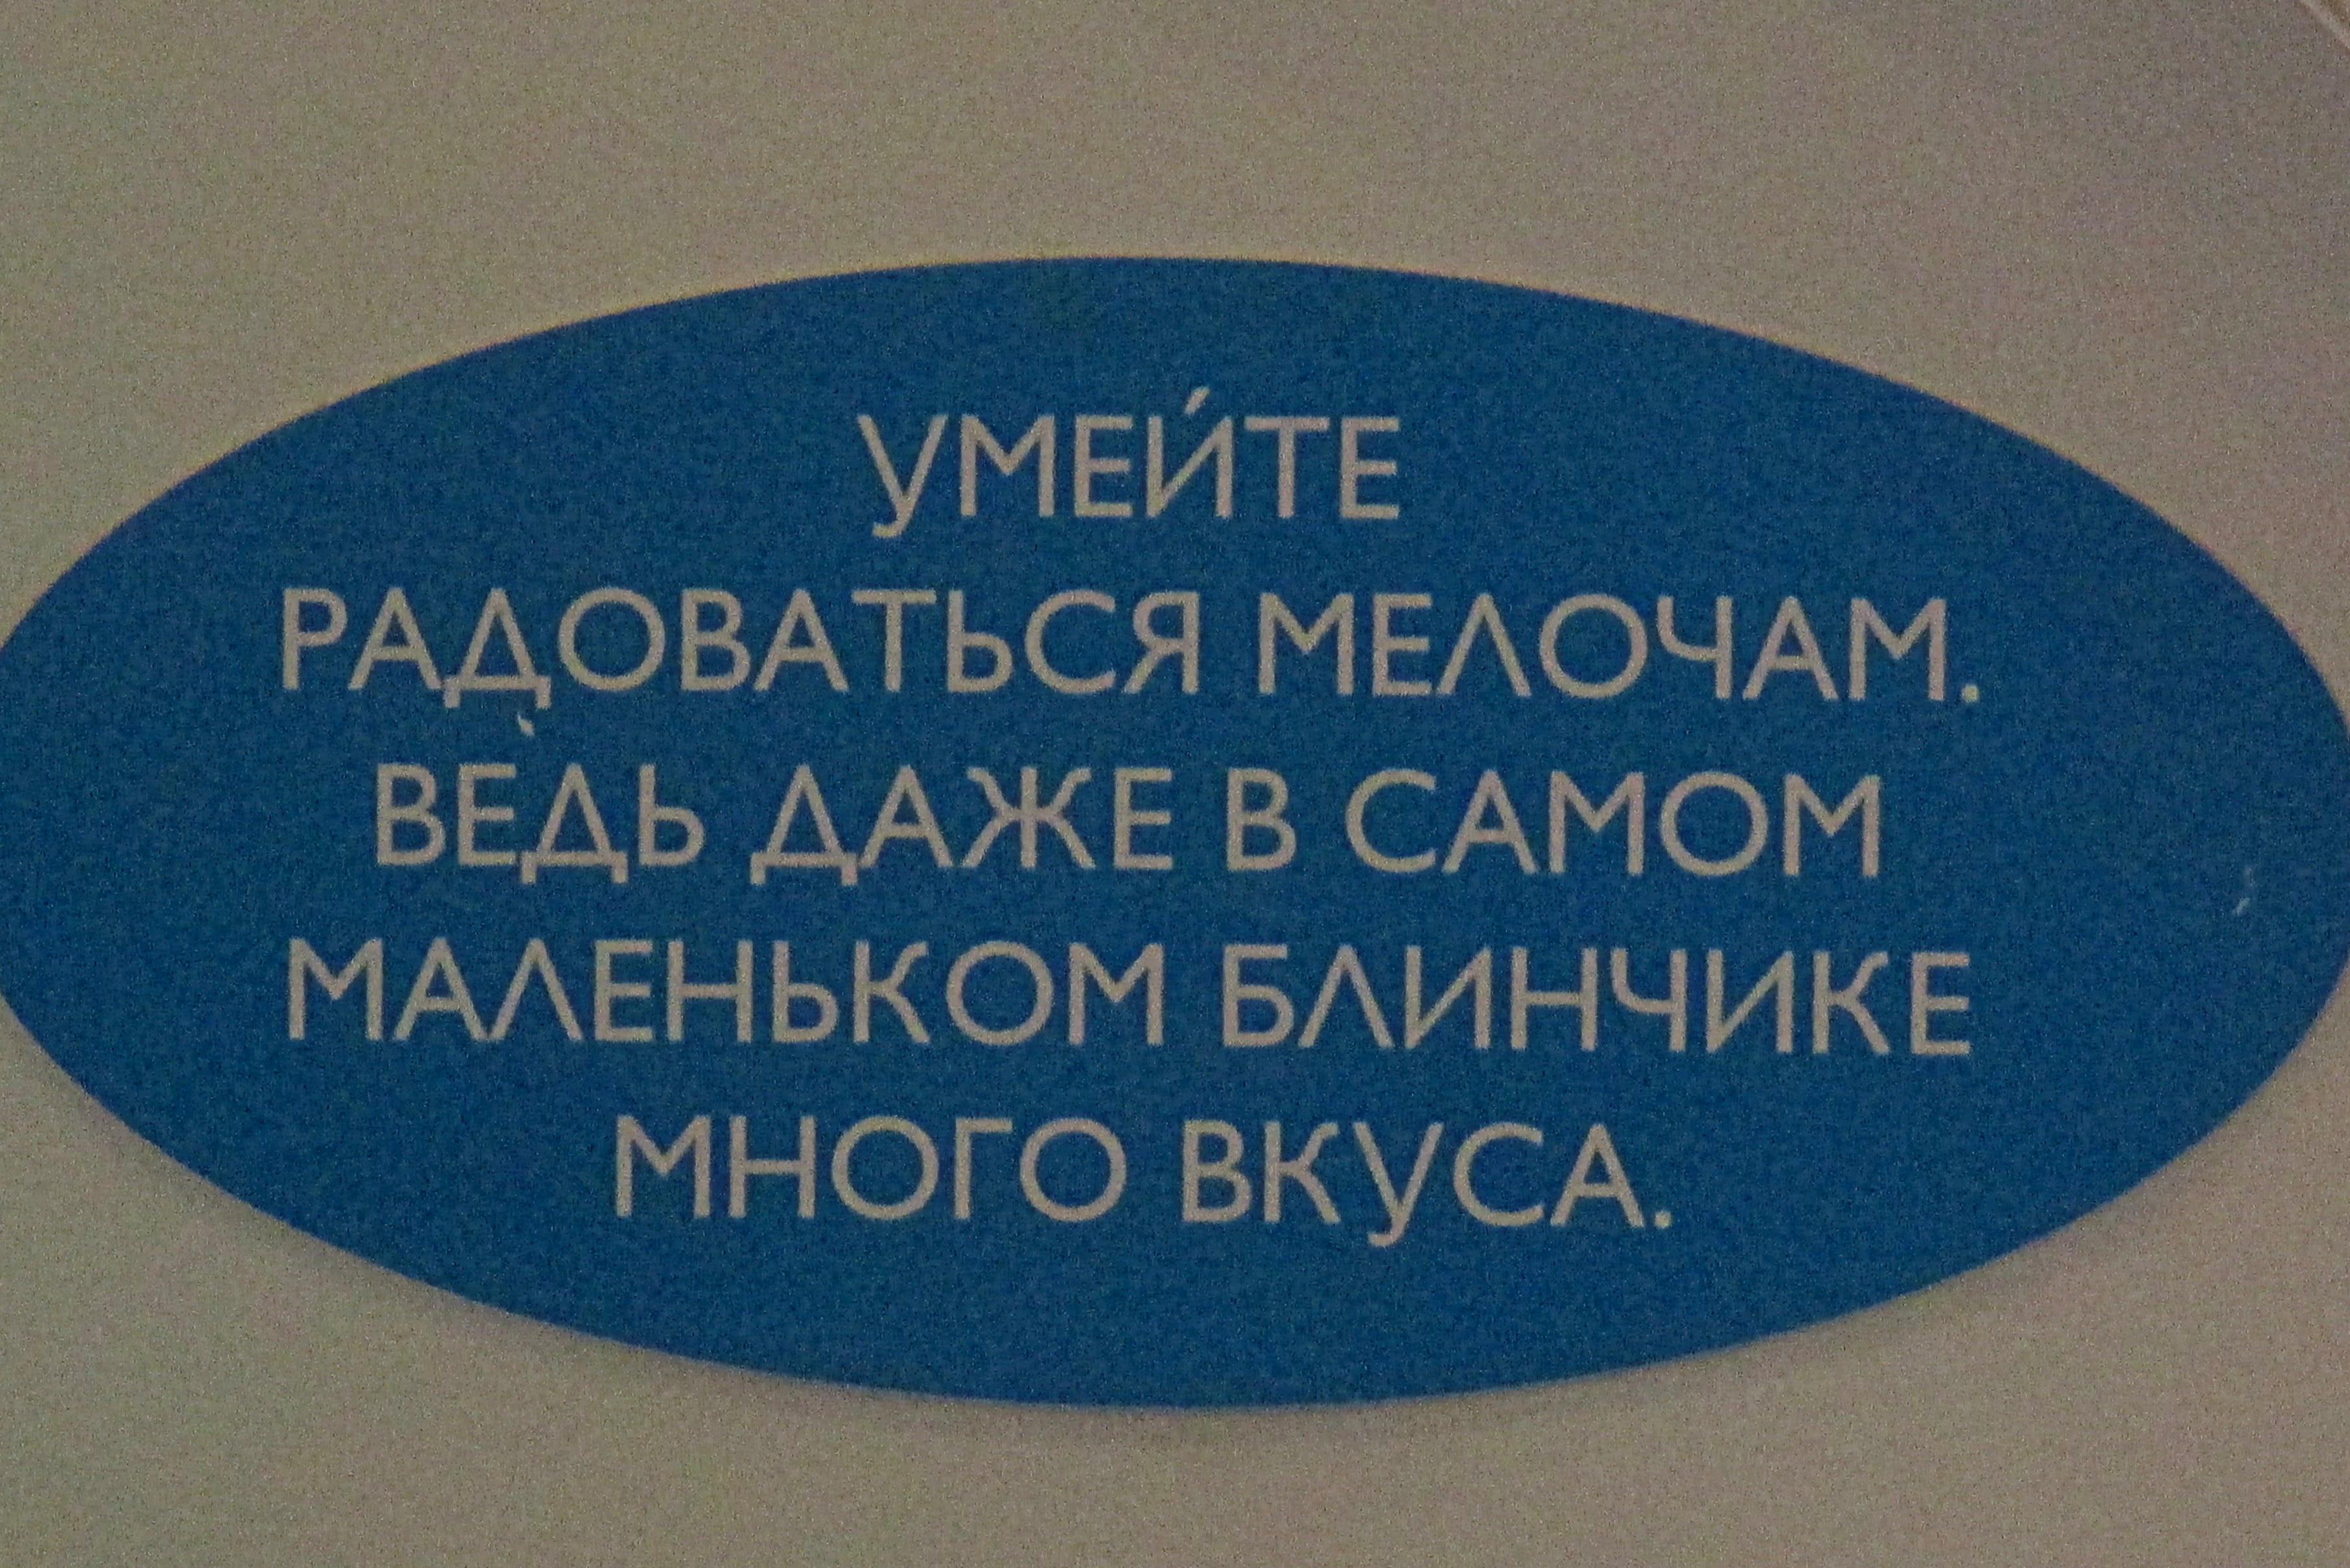 УМЕЙТЕ
РАДОВАТЬСЯ МЕЛОЧАМ.
ВЕДЬ ДАЖЕ В САМОМ
МАЛЕНЬКОМ БЛИНЧИКЕ
МНОГО ВКУСА.